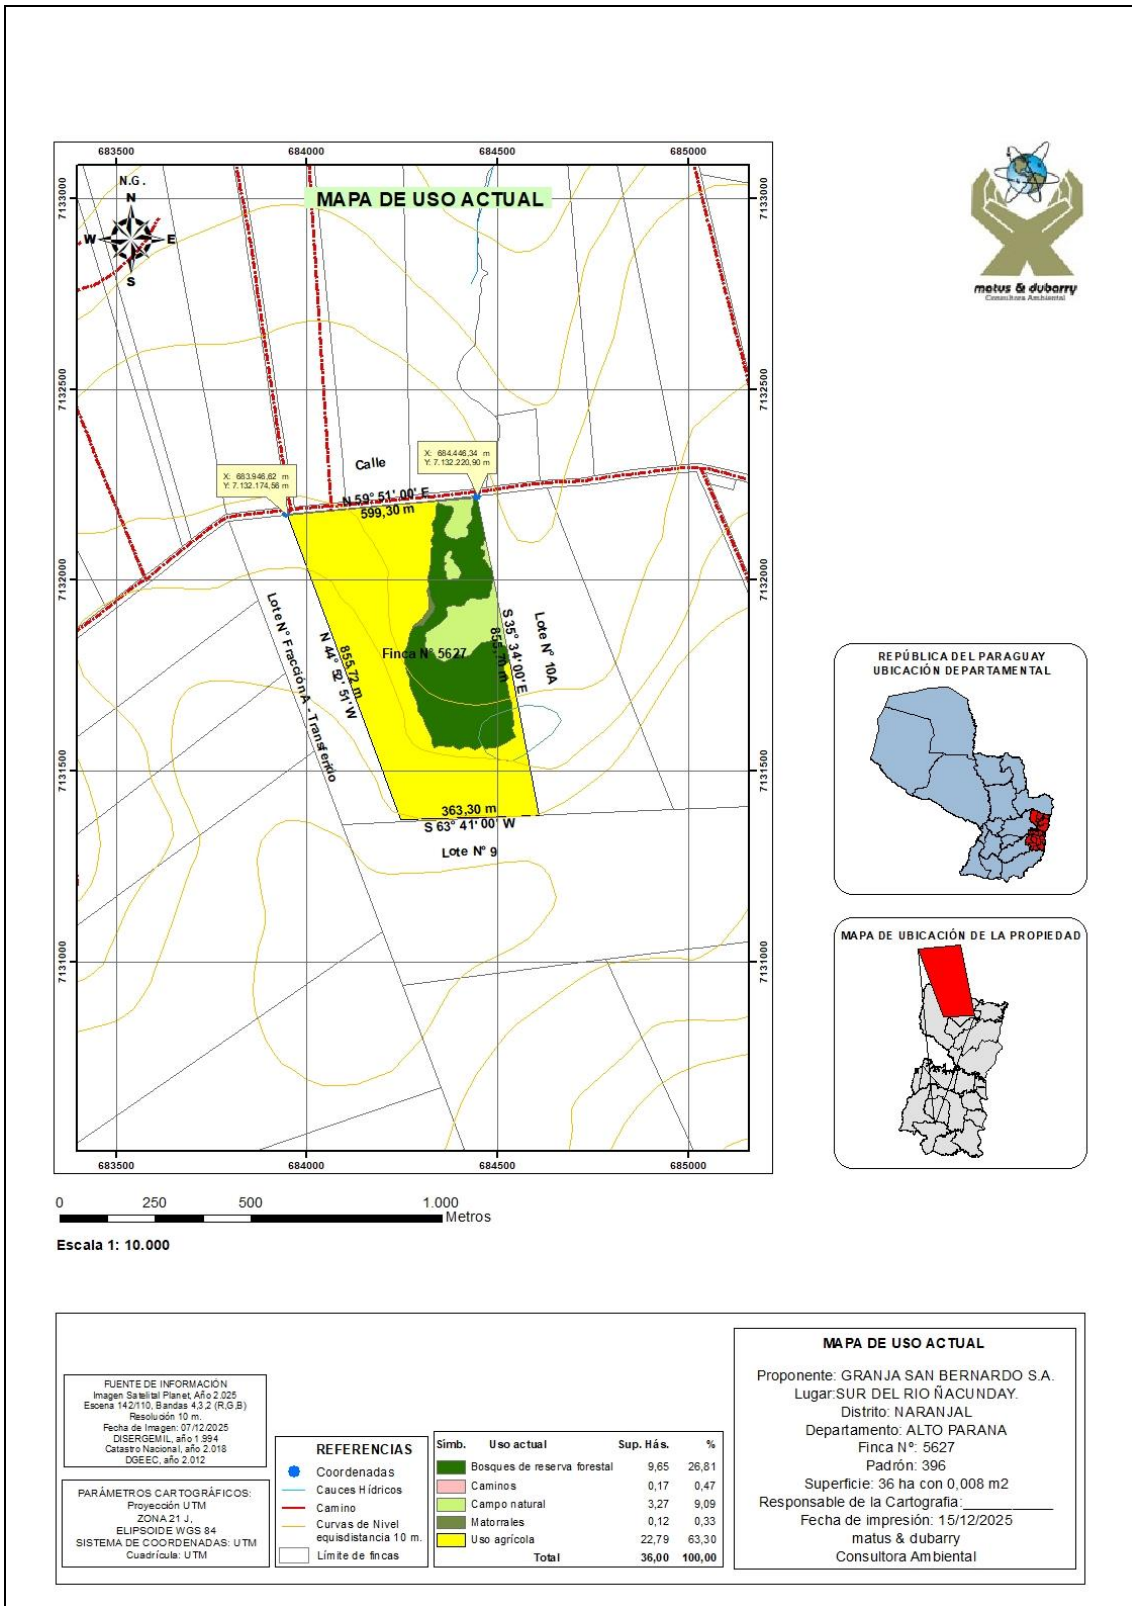 683500 684000 684500 685000
N.G.
N
W E
S
MAPA DE USO ACTUAL
matus & dubarry
Consultora Ambiental
7133000 7133000
7132500 7132500
7132000 7132000
7131500 7131500
7131000 7131000
Calle
X: 683.946,62 m
Y: 7.132.174,56 m
X: 684.446,34 m
Y: 7.132.220,90 m
N 59° 51' 00' E
599,30 m
Lote N° Fracción A - Transferido
N 44° 52' 51' W
855,72 m
Finca N° 5627
S 35° 34' 00' E
Lote N° 10A
363,30 m
S 63° 41' 00' W
Lote N° 9
683500 684000 684500 685000
REPÚBLICA DEL PARAGUAY
UBICACIÓN DEPARTAMENTAL
MAPA DE UBICACIÓN DE LA PROPIEDAD
0 250 500 1.000
Metros
Escala 1: 10.000
FUENTE DE INFORMACIÓN
Imagen Satelital Planet, Año 2.025
Escena 142/110, Bandas 4,3,2 (R,G,B)
Resolución 10 m.
Fecha de Imagen: 07/12/2025
DISERGEMIL, año 1.994
Catastro Nacional, año 2.018
DGEEC, año 2.012
PARÁMETROS CARTOGRÁFICOS:
Proyección UTM
ZONA 21 J,
ELIPSOIDE WGS 84
SISTEMA DE COORDENADAS: UTM
Cuadrícula: UTM
REFERENCIAS
Coordenadas
Cauces Hídricos
Camino
Curvas de Nivel
equisdistancia 10 m.
Límite de fincas
Simb. Uso actual Sup. Hás. %
Bosques de reserva forestal 9,65 26,81
Caminos 0,17 0,47
Campo natural 3,27 9,09
Matorrales 0,12 0,33
Uso agrícola 22,79 63,30
Total 36,00 100,00
MAPA DE USO ACTUAL
Proponente: GRANJA SAN BERNARDO S.A.
Lugar:SUR DEL RIO ÑACUNDAY.
Distrito: NARANJAL
Departamento: ALTO PARANA
Finca Nº: 5627
Padrón: 396
Superficie: 36 ha con 0,008 m2
Responsable de la Cartografia:__________
Fecha de impresión: 15/12/2025
matus & dubarry
Consultora Ambiental